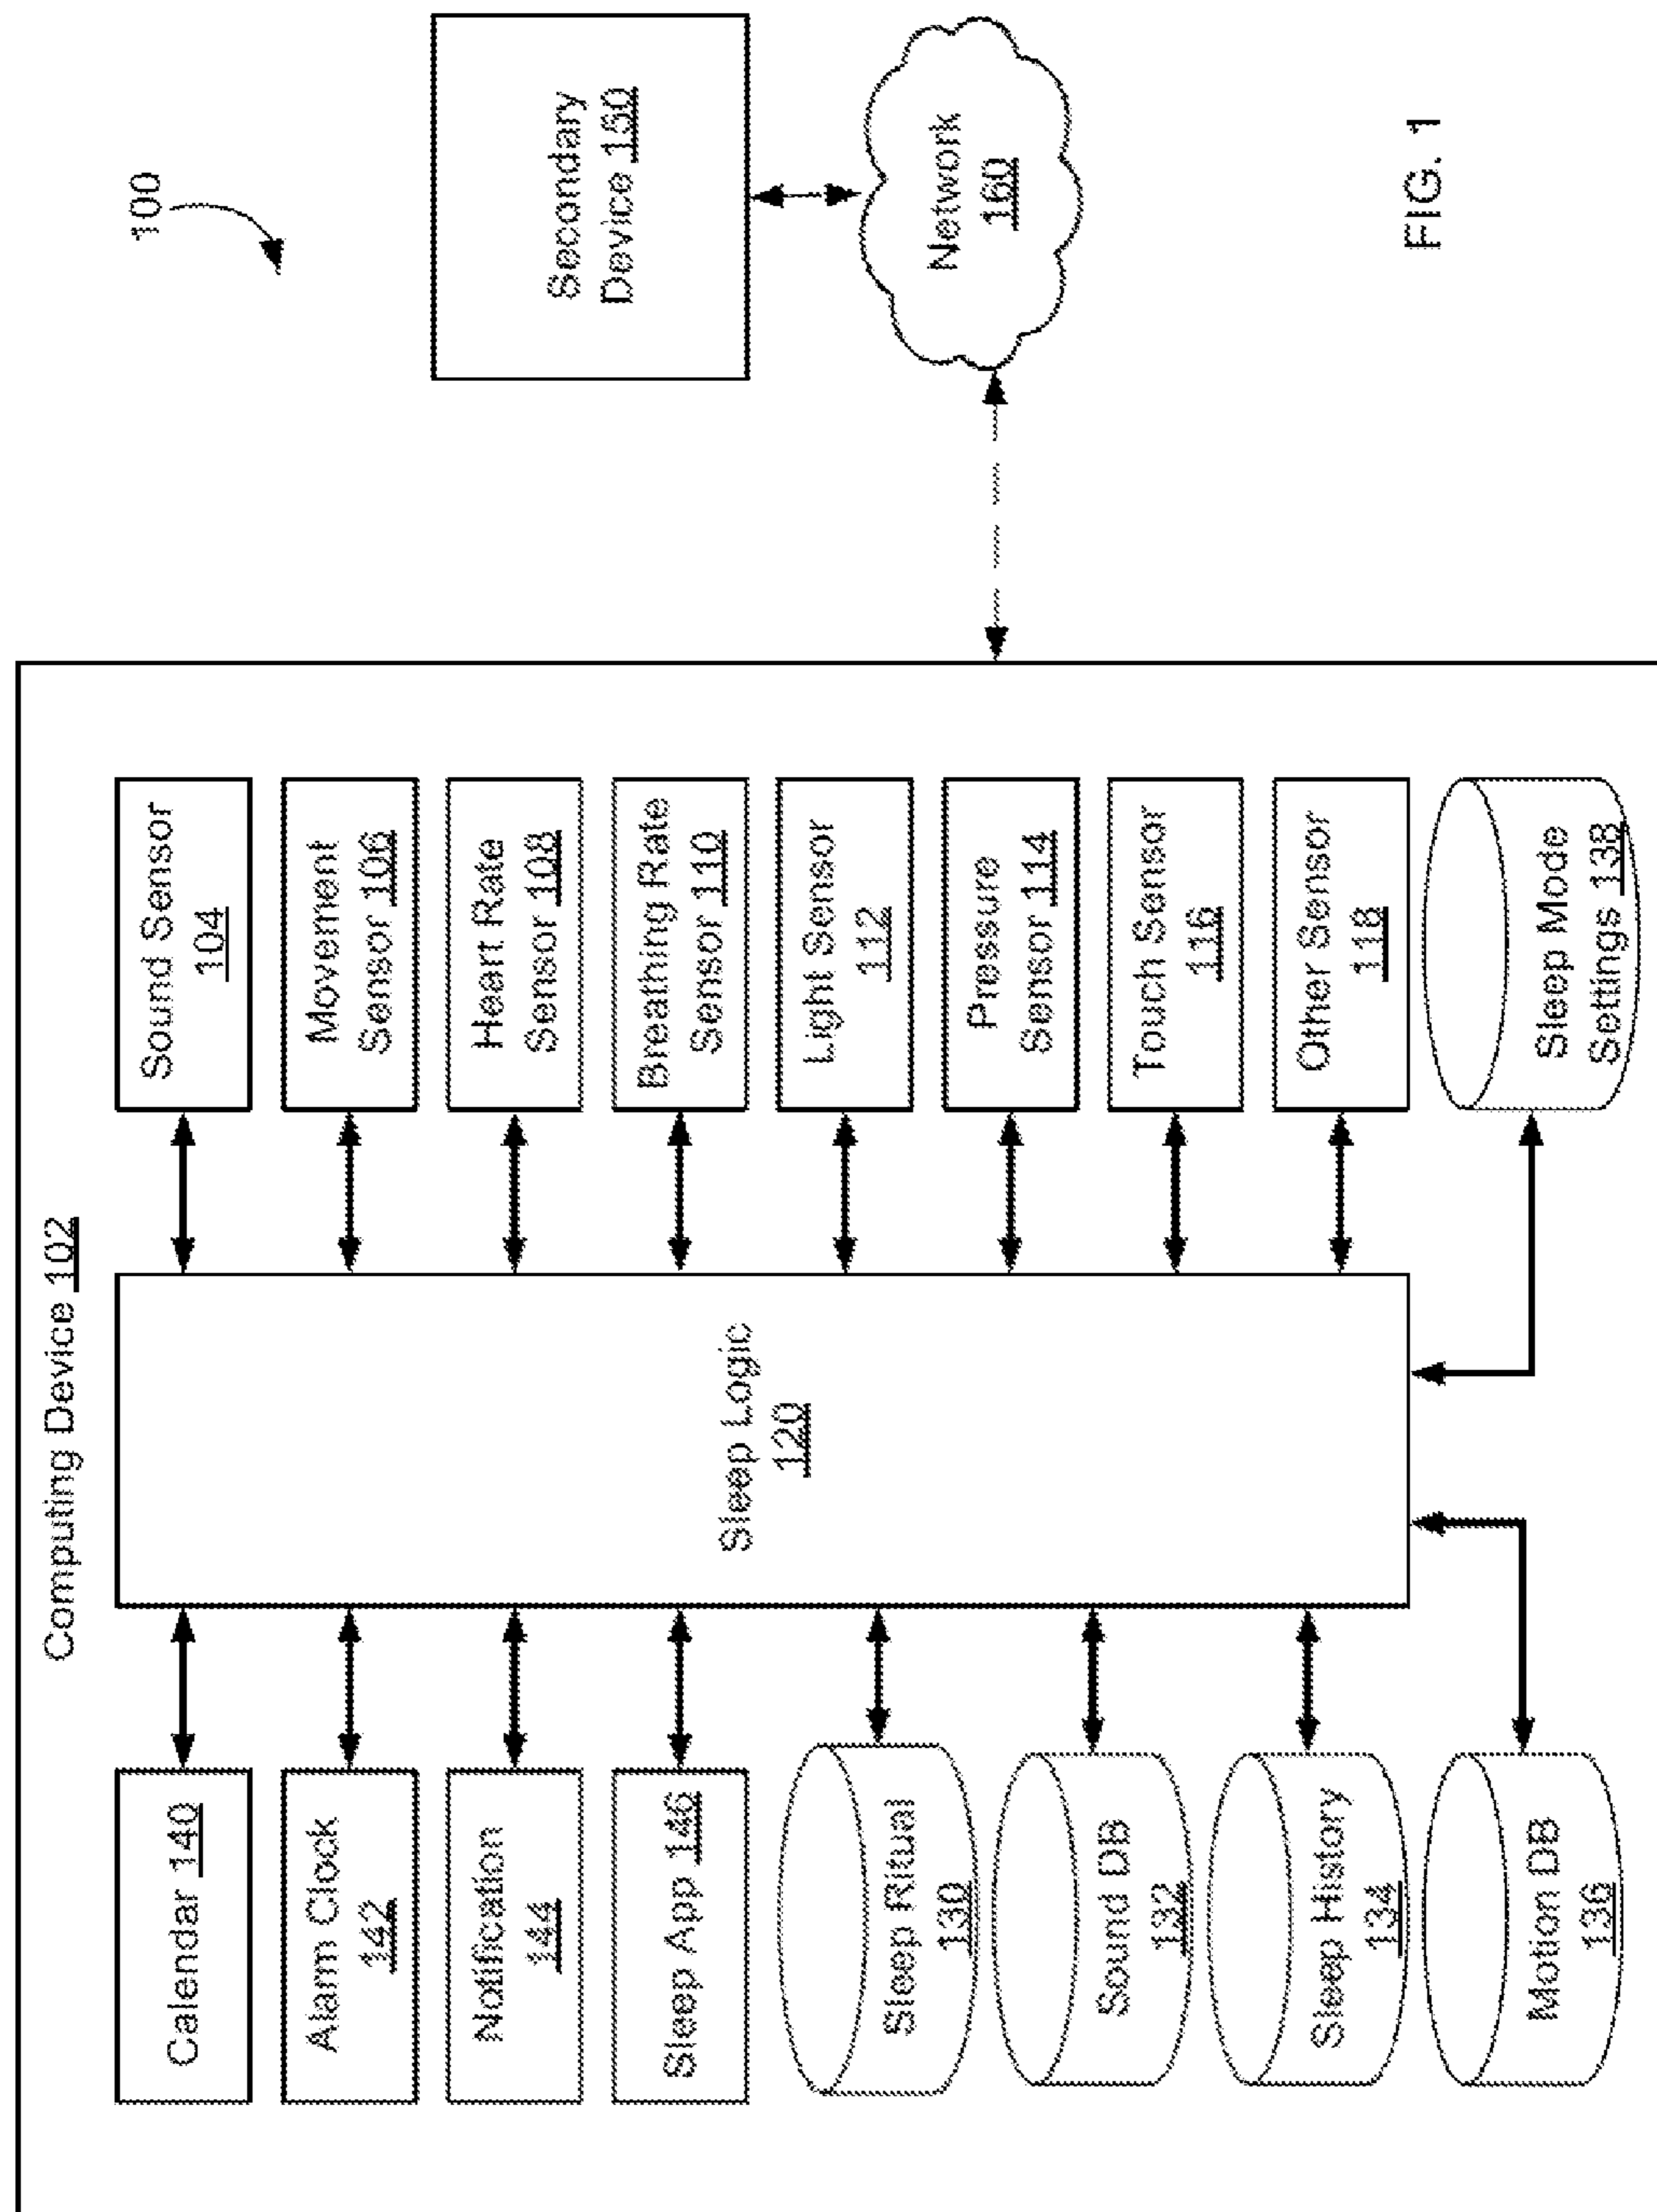 100
Computing Device 102
Calendar 140
Alarm Clock
142
Notification
144
Sleep App 146
Sleep Ritual
130
Sound DB
132
Sleep History
134
Motion DB
136
Sleep Logic
120
Sound Sensor
104
Movement
Sensor 106
Heart Rate
Sensor 108
Breathing Rate
Sensor 110
Light Sensor
112
Pressure
Sensor 114
Touch Sensor
116
Other Sensor
118
Sleep Mode
Settings 138
Secondary
Device 150
Network
160
FIG. 1